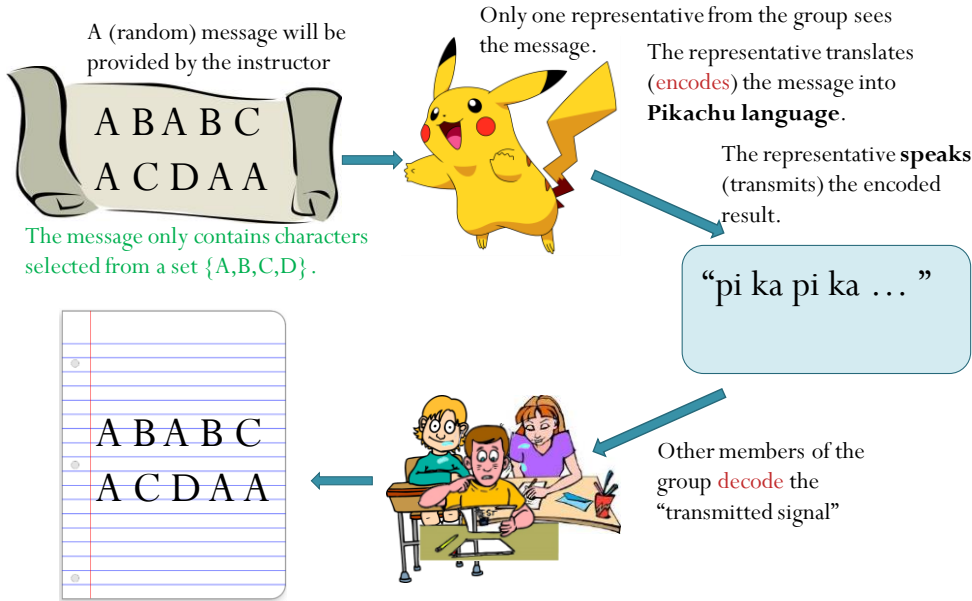 A (random) message will be
provided by the instructor
A B A B C
A C D A A
The message only contains characters
selected from a set {A,B,C,D}.
Only one representative from the group sees
the message.
The representative translates
(encodes) the message into
Pikachu language.
The representative speaks
(transmits) the encoded
result.
“pi ka pi ka … ”
Other members of the
group decode the
“transmitted signal”
A B A B C
A C D A A